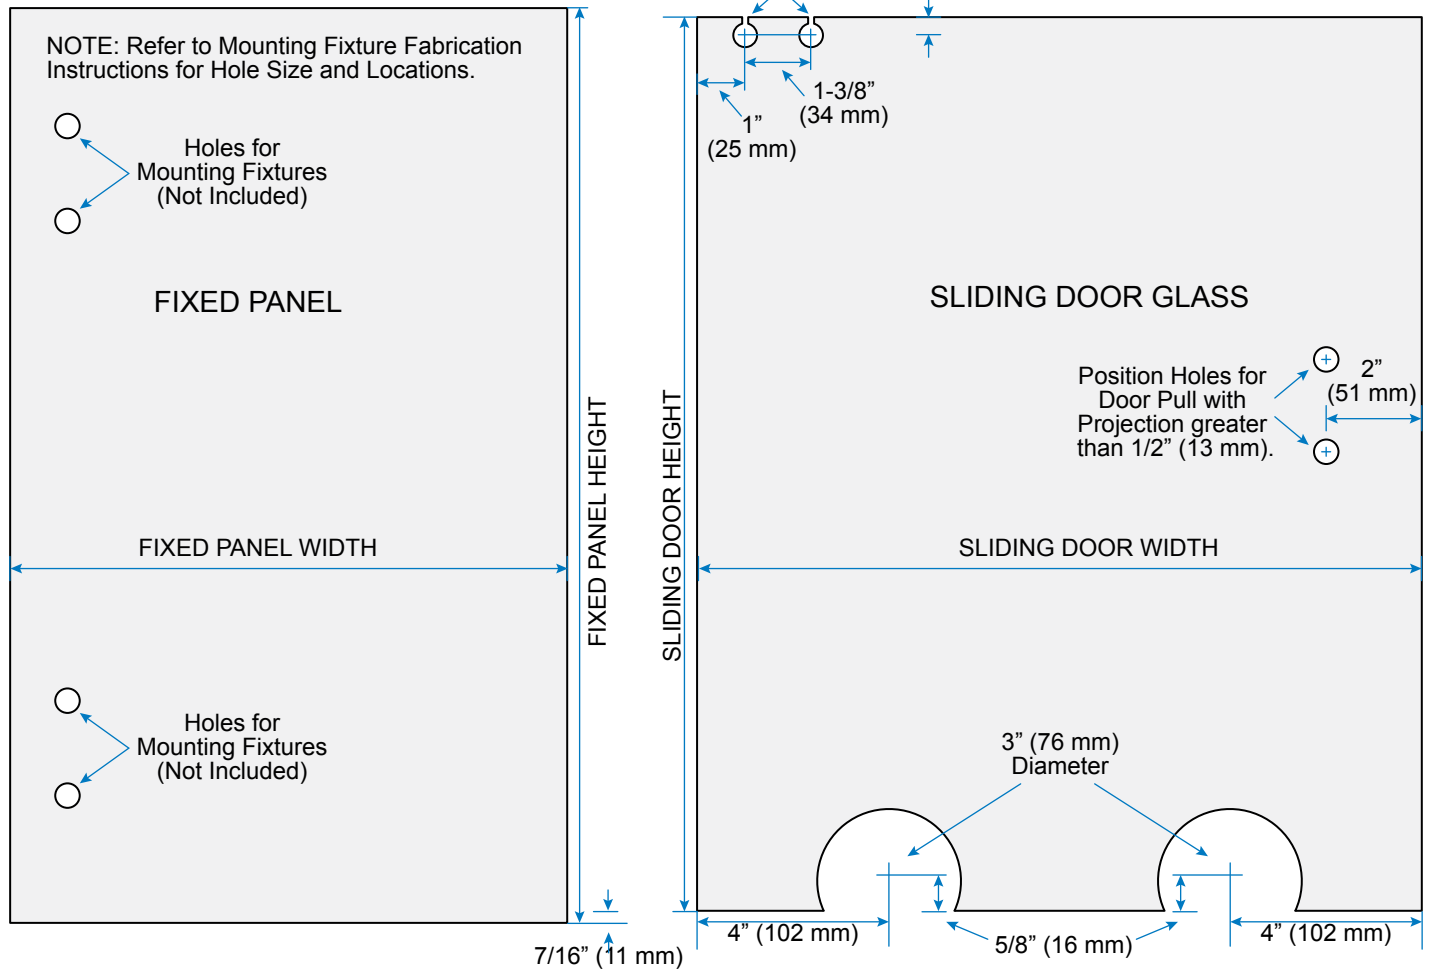 NOTE: Refer to Mounting Fixture Fabrication
Instructions for Hole Size and Locations.
Holes for
Mounting Fixtures
(Not Included)
FIXED PANEL
FIXED PANEL WIDTH
FIXED PANEL HEIGHT
Holes for
Mounting Fixtures
(Not Included)
7/16” (11 mm)
1-3/8”
(34 mm)
1”
(25 mm)
SLIDING DOOR GLASS
Position Holes for
Door Pull with
Projection greater
than 1/2” (13 mm).
2”
(51 mm)
SLIDING DOOR HEIGHT
SLIDING DOOR WIDTH
3” (76 mm)
Diameter
4” (102 mm)
5/8” (16 mm)
4” (102 mm)